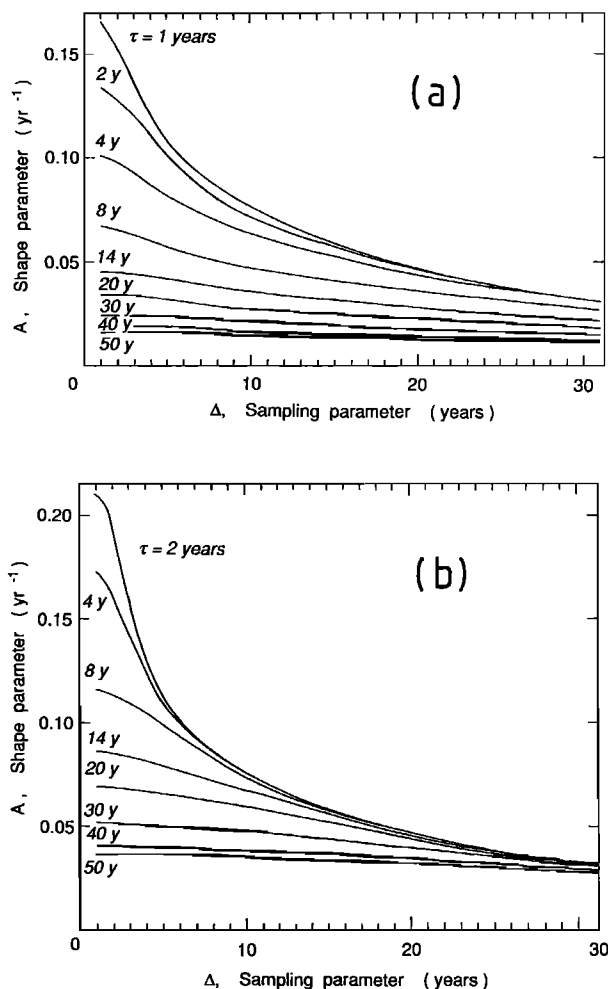 0.15
0.10
0.05
0
10
20
30
A, Shape parameter (yr⁻¹)
τ = 1 years
2 y
4 y
8 y
14 y
20 y
30 y
40 y
50 y
(a)
Δ, Sampling parameter (years)
0.20
0.15
0.10
0.05
0
10
20
30
A, Shape parameter (yr⁻¹)
τ = 2 years
4 y
8 y
14 y
20 y
30 y
40 y
50 y
(b)
Δ, Sampling parameter (years)